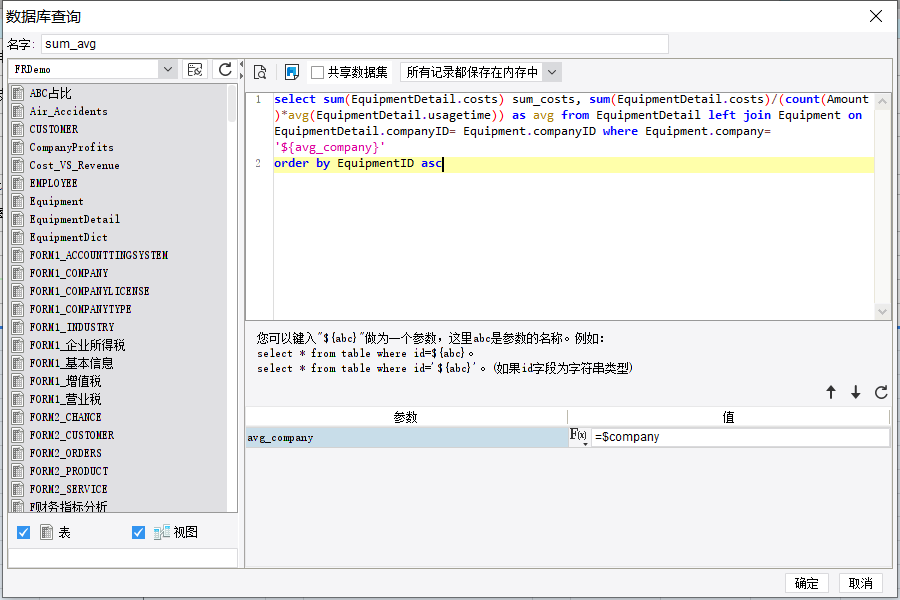 数据库查询
名字: sum_avg
FRDemo
共享数据集
所有记录都保存在内存中
ABC占比
Air_Accidents
CUSTOMER
CompanyProfits
Cost_VS_Revenue
EMPLOYEE
Equipment
EquipmentDetail
EquipmentDict
FORM1_ACCOUNTTINGSYSTEM
FORM1_COMPANY
FORM1_COMPANYLICENSE
FORM1_COMPANYTYPE
FORM1_INDUSTRY
FORM1_企业所得税
FORM1_基本信息
FORM1_增值税
FORM1_营业税
FORM2_CHANCE
FORM2_CUSTOMER
FORM2_ORDERS
FORM2_PRODUCT
FORM2_SERVICE
F财务指标分析
表
视图
1 select sum(EquipmentDetail.costs) sum_costs, sum(EquipmentDetail.costs)/(count(Amount
)*avg(EquipmentDetail.usagetime)) as avg from EquipmentDetail left join Equipment on
EquipmentDetail.companyID= Equipment.companyID where Equipment.company=
'${avg_company}'
2 order by EquipmentID asc
您可以键入"${abc}"做为一个参数，这里abc是参数的名称。例如:
select * from table where id=${abc}。
select * from table where id='${abc}'。(如果id字段为字符串类型)
参数 值
avg_company F(x) =$company
确定 取消